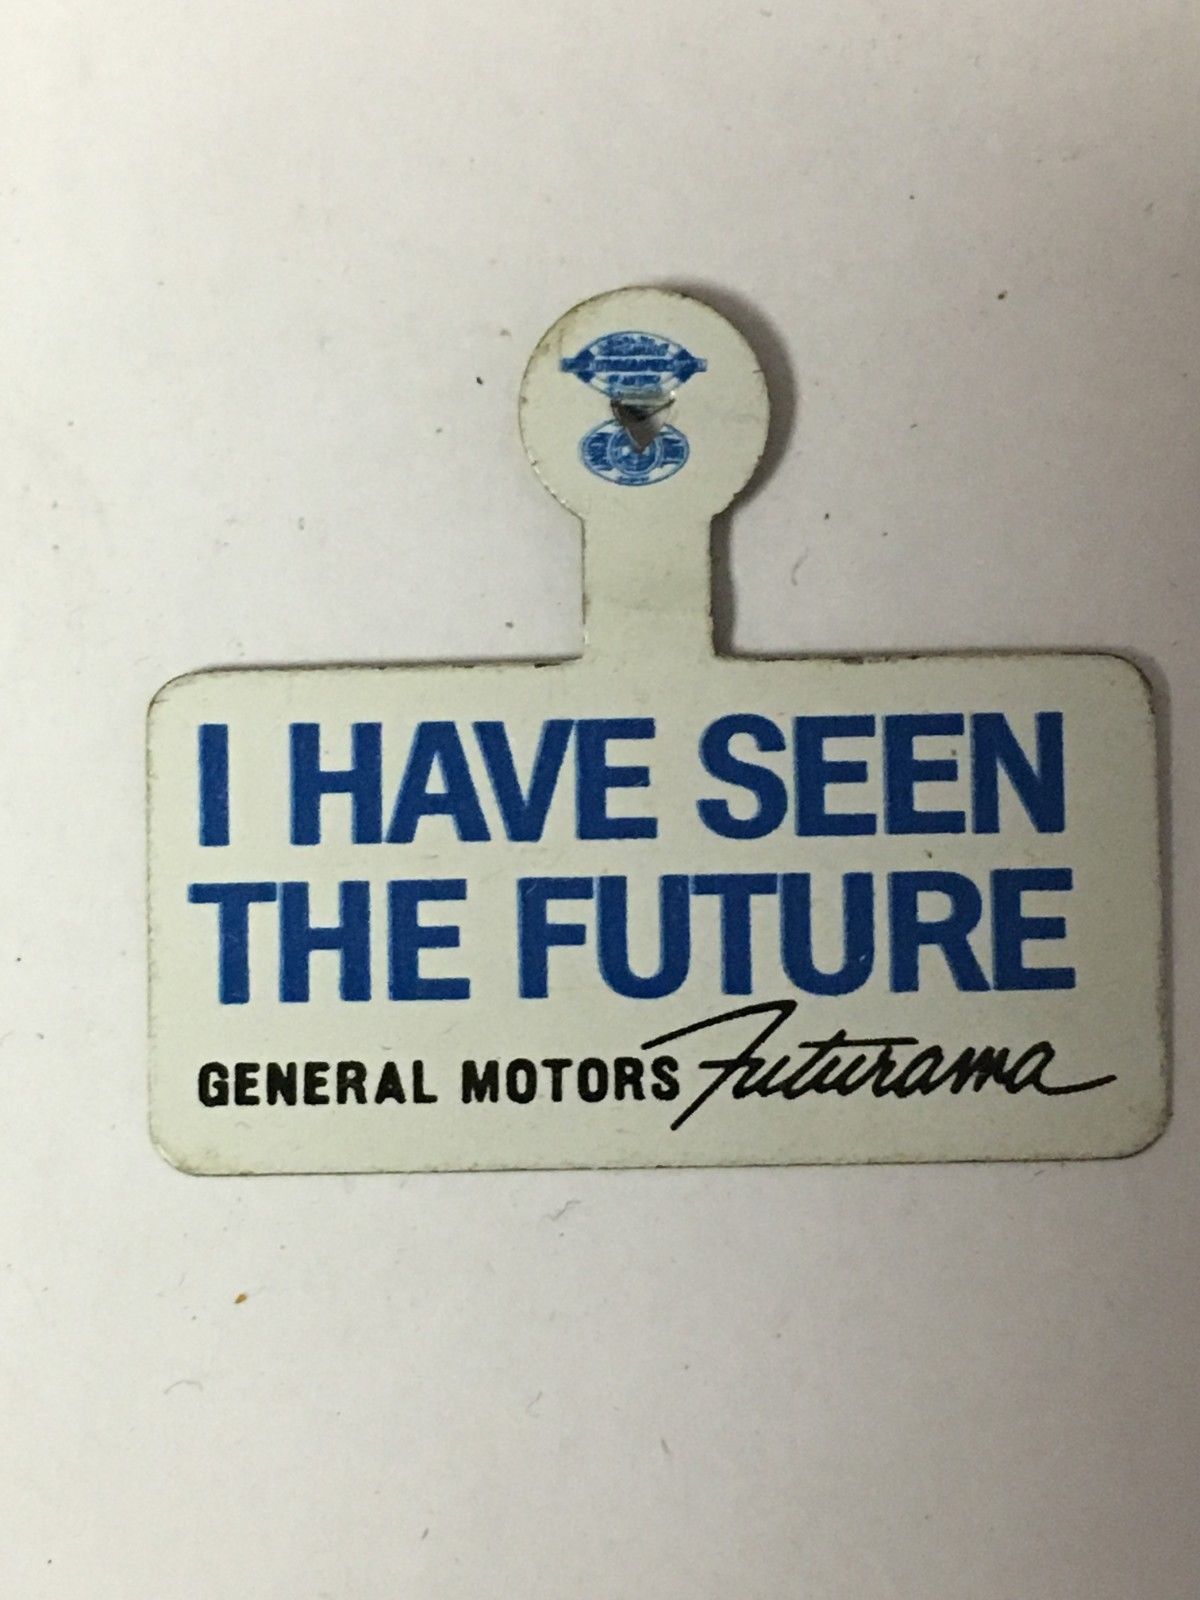 I HAVE SEEN
THE FUTURE
GENERAL MOTORS Futurama